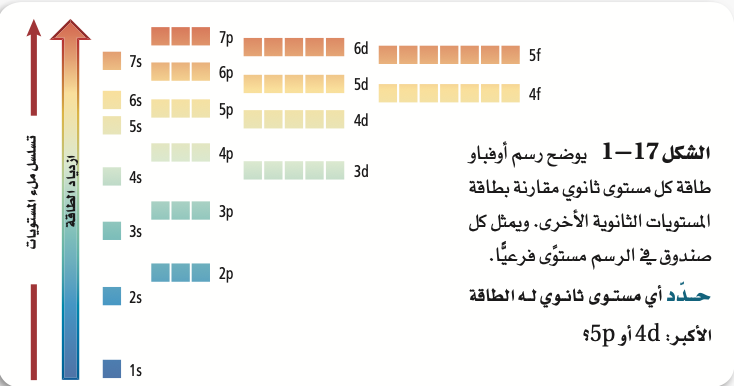 7p
6d
5f
7s
6p
5d
4f
6s
5p
5s
4d
4p
4s
3d
3p
3s
2p
2s
1s
تسلسل ملء المستويات
ازدياد الطاقة
الشكل 17–1 يوضح رسم أوفباو
طاقة كل مستوى ثانوي مقارنة بطاقة
المستويات الثانوية الأخرى. ويمثل كل
صندوق في الرسم مستوًى فرعيًّا.
حدّد أي مستوى ثانوي له الطاقة
الأكبر: 4d أو 5p؟